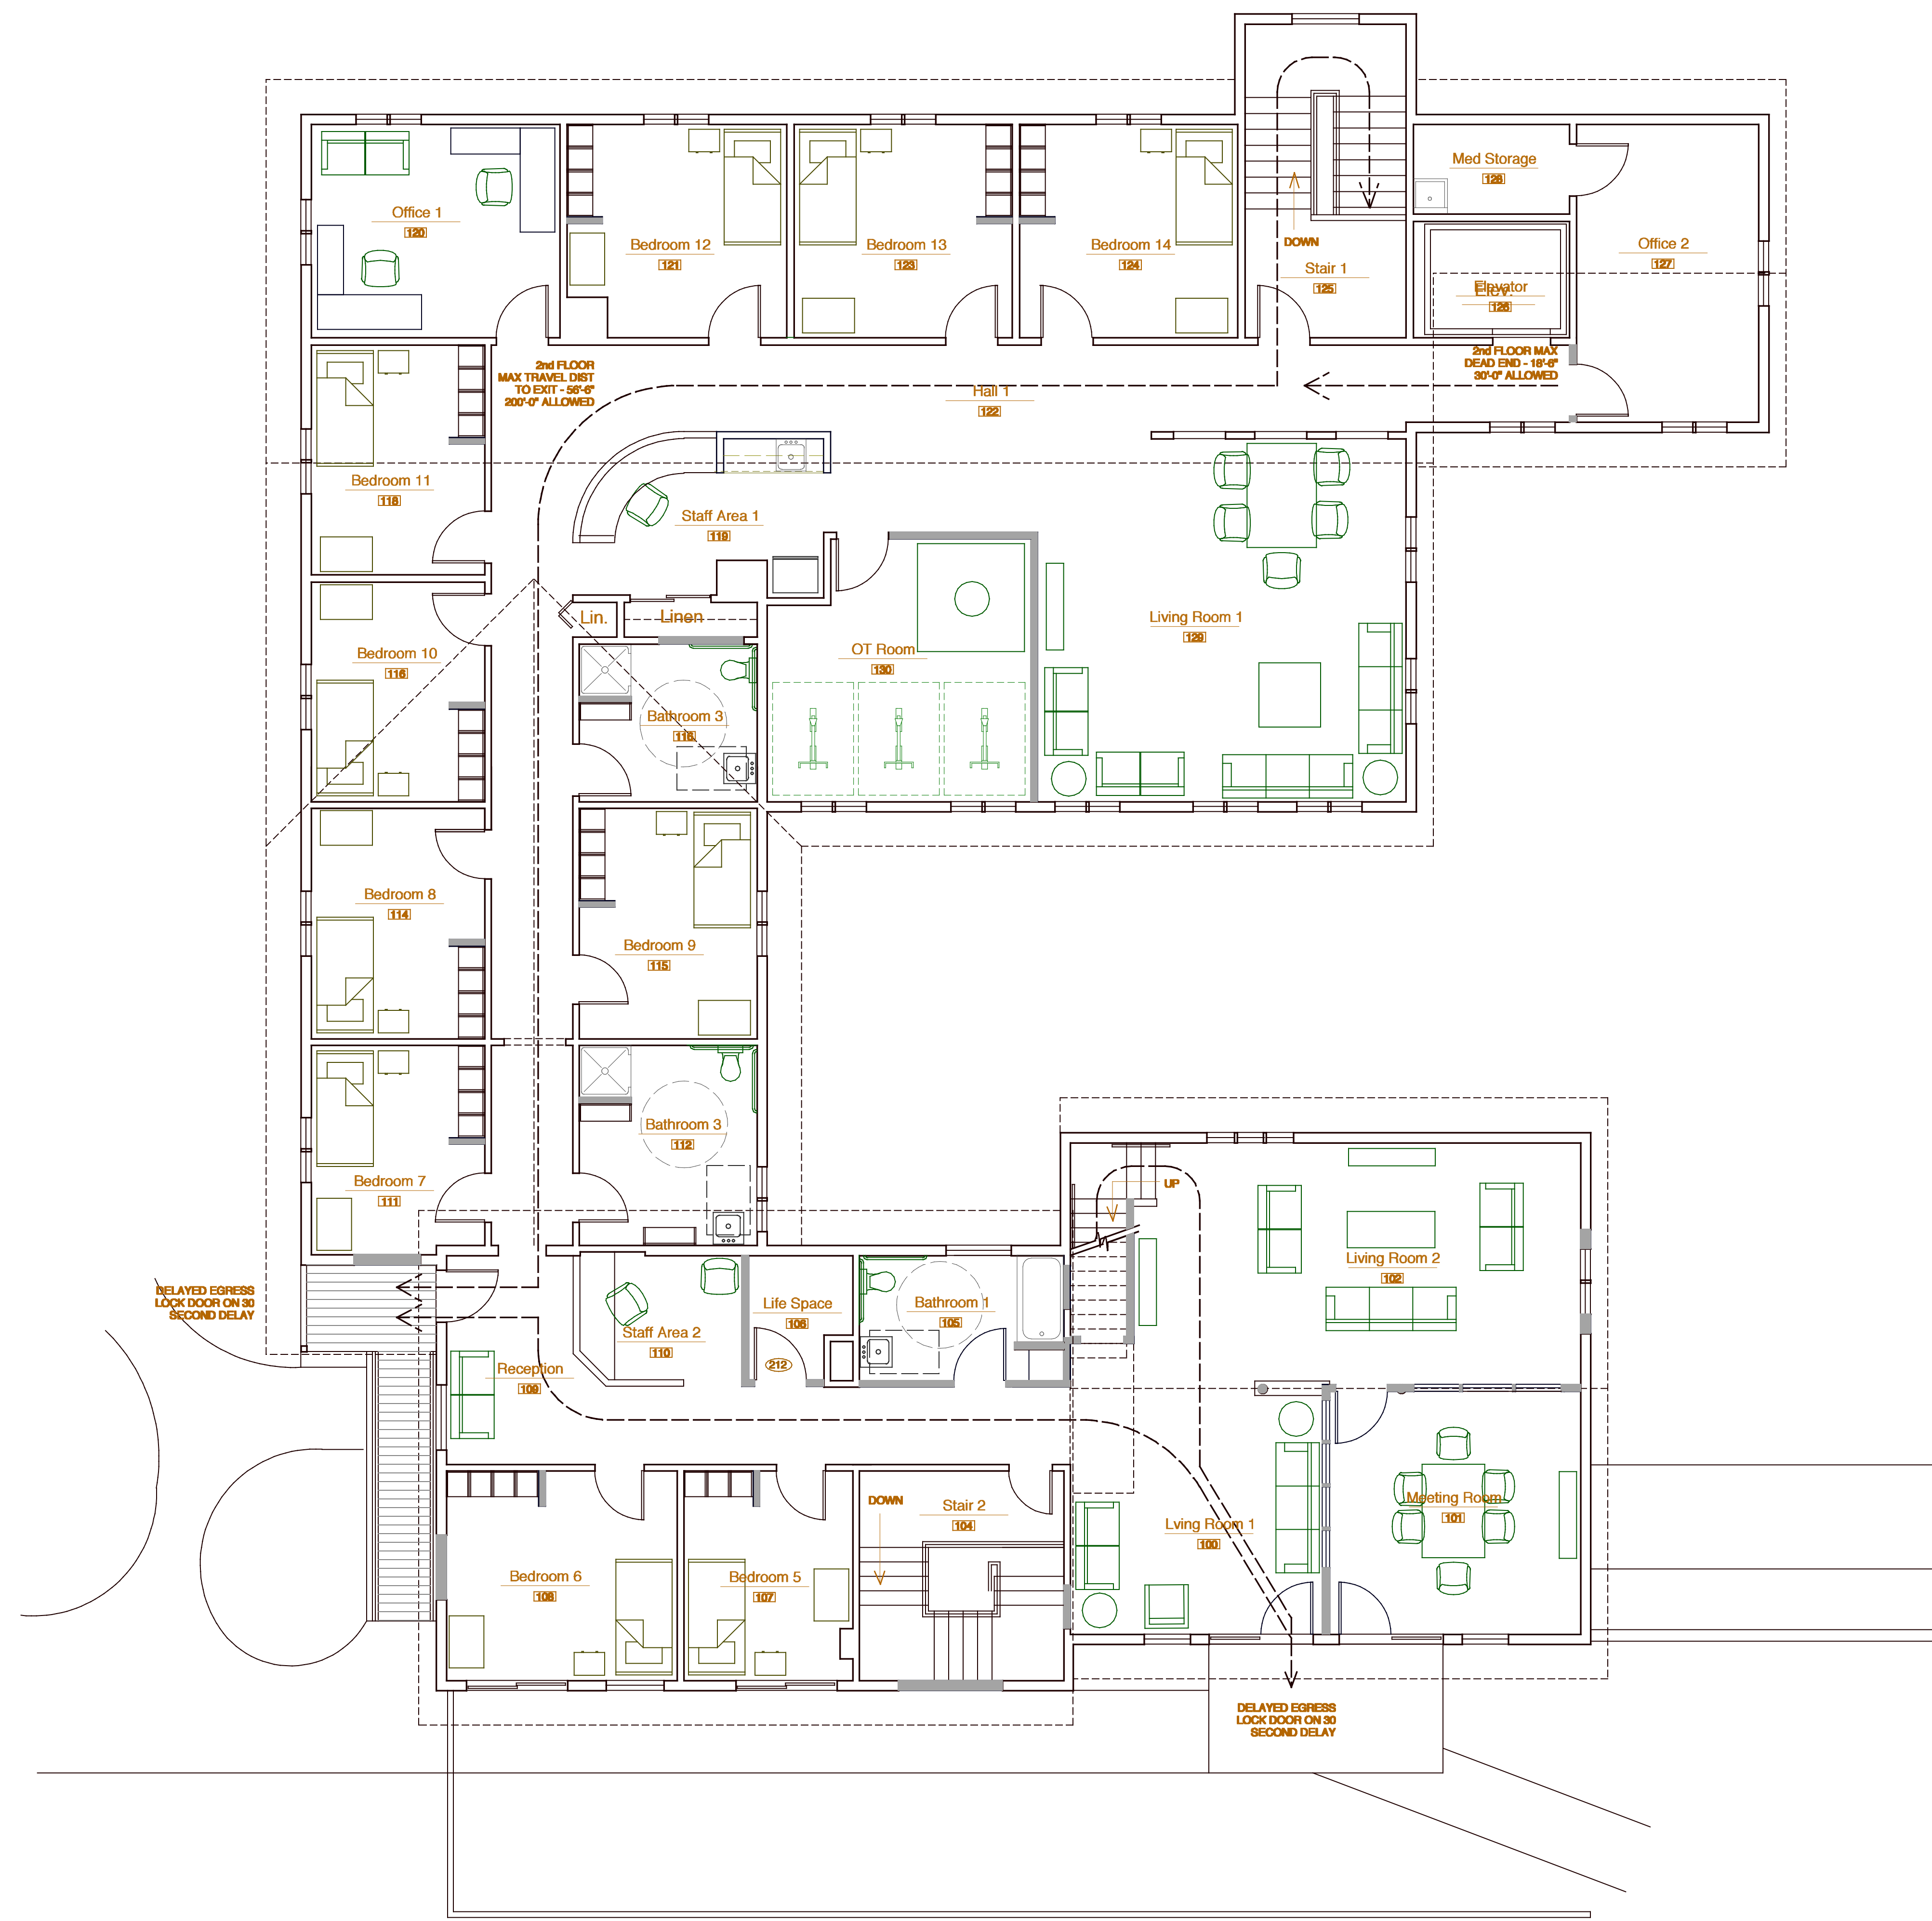 Med Storage
128
Office 1
120
Bedroom 12
121
Bedroom 13
123
Bedroom 14
124
DOWN
Stair 1
125
Office 2
127
Elevator
Elev.
126
2nd FLOOR
MAX TRAVEL DIST
TO EXIT - 56'-6"
200'-0" ALLOWED
2nd FLOOR MAX
DEAD END - 18'-6"
30'-0" ALLOWED
Hall 1
122
Bedroom 11
118
Staff Area 1
119
Lin.
Linen
Living Room 1
129
OT Room
130
Bedroom 10
116
Bathroom 3
116
Bedroom 8
114
Bedroom 9
115
Bathroom 3
112
Bedroom 7
111
UP
Living Room 2
102
DELAYED EGRESS
LOCK DOOR ON 30
SECOND DELAY
Life Space
106
Bathroom 1
105
Staff Area 2
110
212
Reception
109
DOWN
Stair 2
104
Meeting Room
101
Lving Room 1
100
Bedroom 6
108
Bedroom 5
107
DELAYED EGRESS
LOCK DOOR ON 30
SECOND DELAY